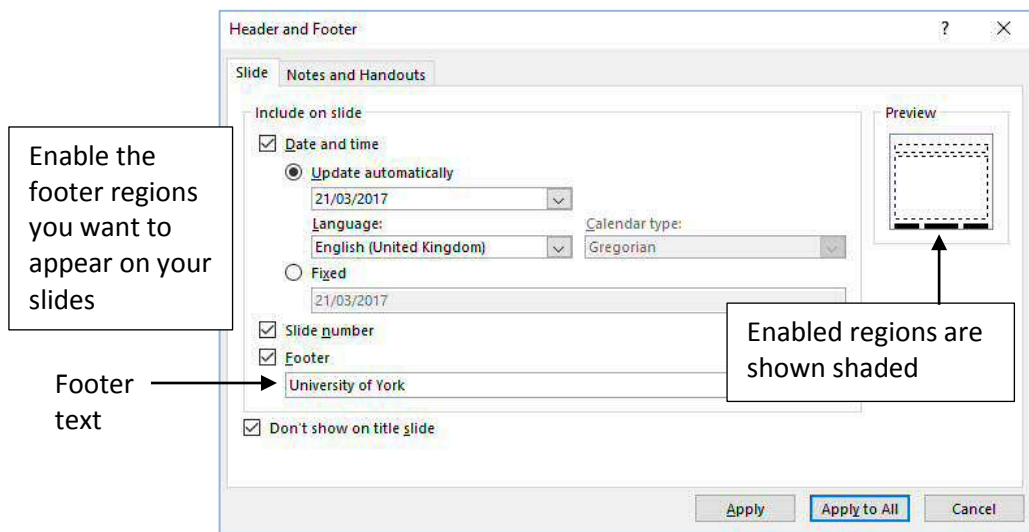 Header and Footer
?
Slide
Notes and Handouts
Include on slide
Preview
Date and time
Update automatically
21/03/2017
Language:
Calendar type:
English (United Kingdom)
Gregorian
Fixed
21/03/2017
Slide number
Footer
University of York
Don't show on title slide
Apply
Apply to All
Cancel
Enable the
footer regions
you want to
appear on your
slides
Footer
text
Enabled regions are
shown shaded